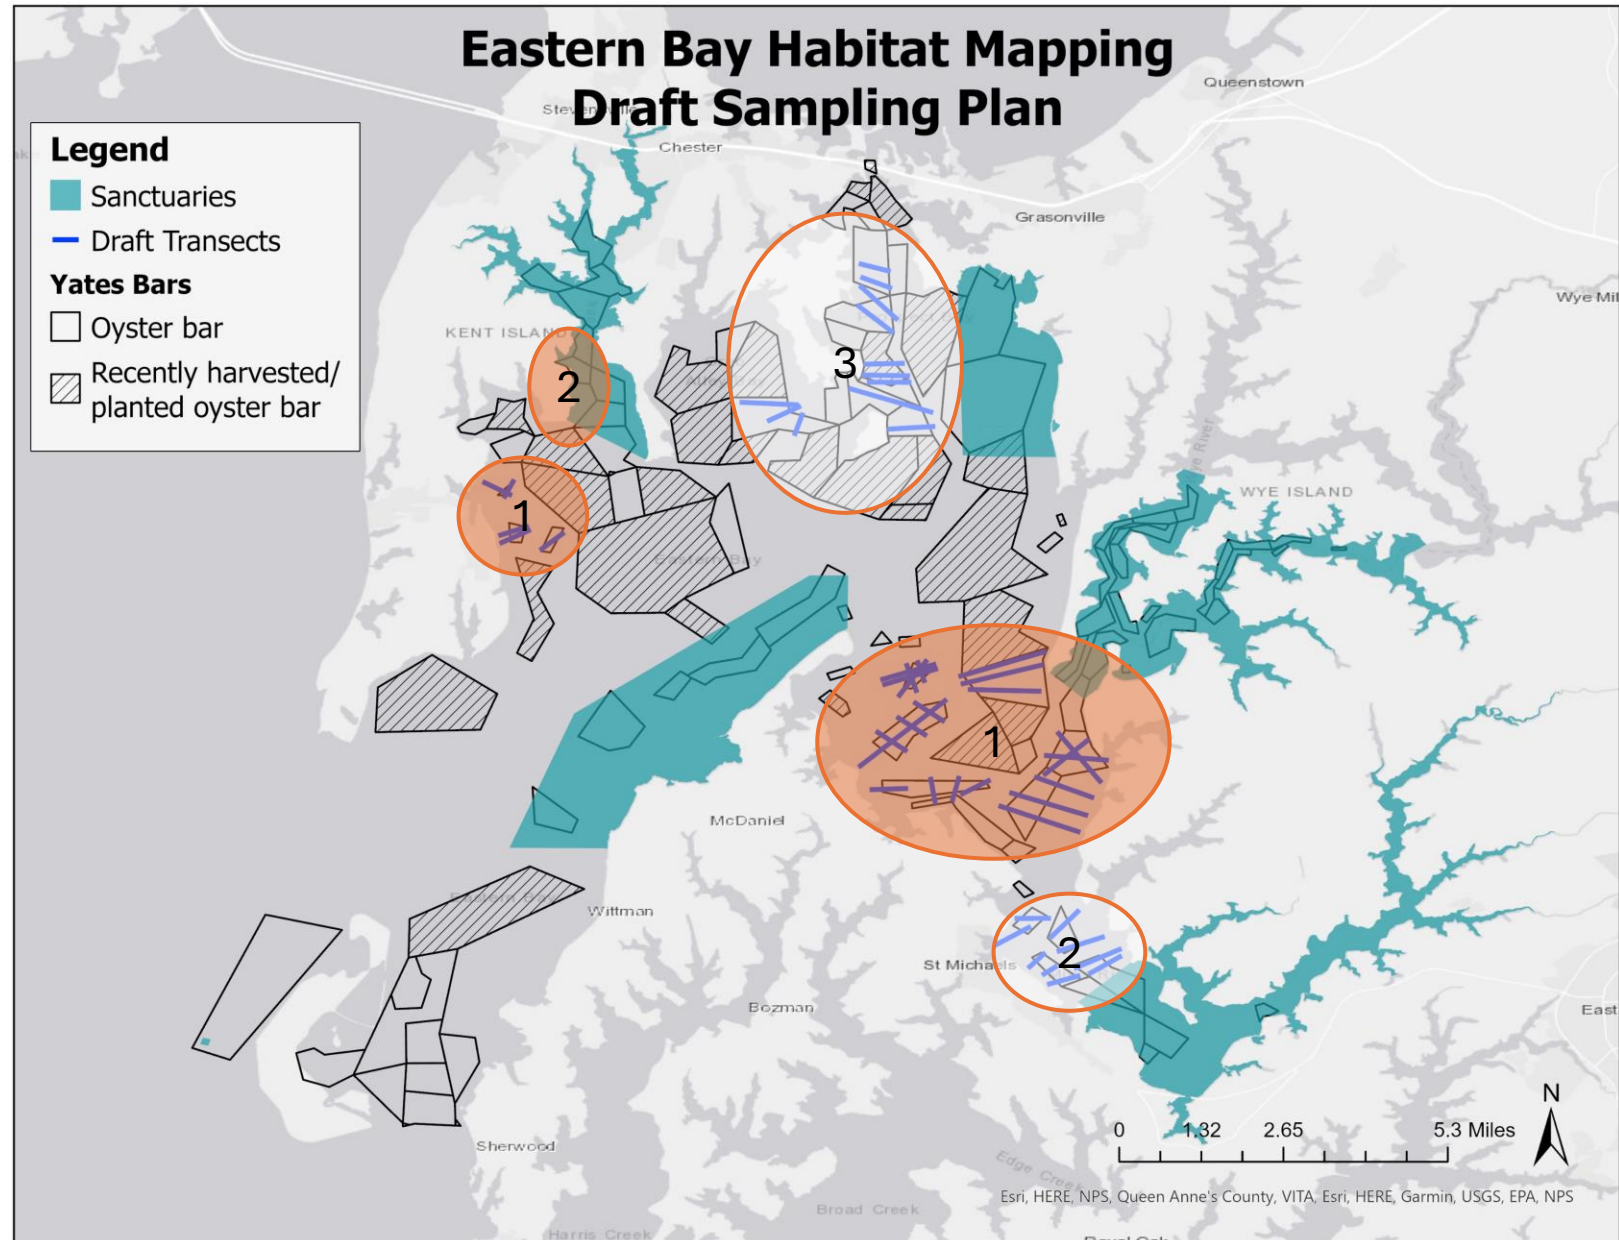 Eastern Bay Habitat Mapping
Draft Sampling Plan
Queenstown
Chester
Legend
Sanctuaries
Draft Transects
Yates Bars
Oyster bar
Recently harvested/
planted oyster bar
Grasonville
Wye Mil
KENT ISLAND
2
3
1
Eastern Bay
WYE ISLAND
1
McDaniel
Wittman
2
St Michaels
Bozman
East
Sherwood
N
0 1.32 2.65 5.3 Miles
Edge Creek
Esri, HERE, NPS, Queen Anne's County, VITA, Esri, HERE, Garmin, USGS, EPA, NPS
Broad Creek
Harris Creek